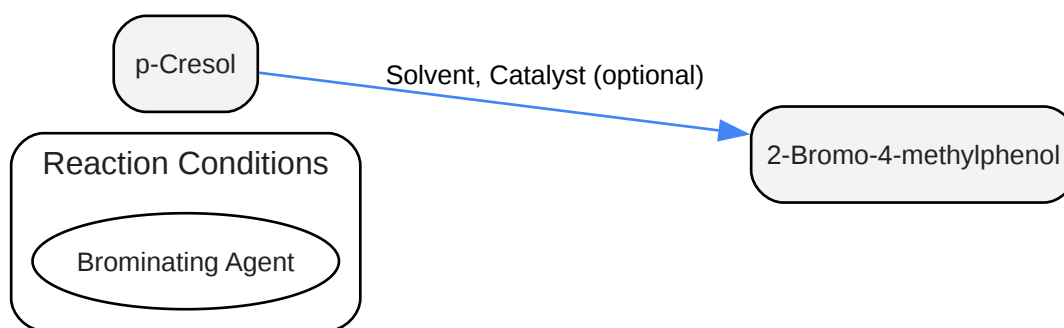 p-Cresol
Solvent, Catalyst (optional)
2-Bromo-4-methylphenol
Reaction Conditions
Brominating Agent